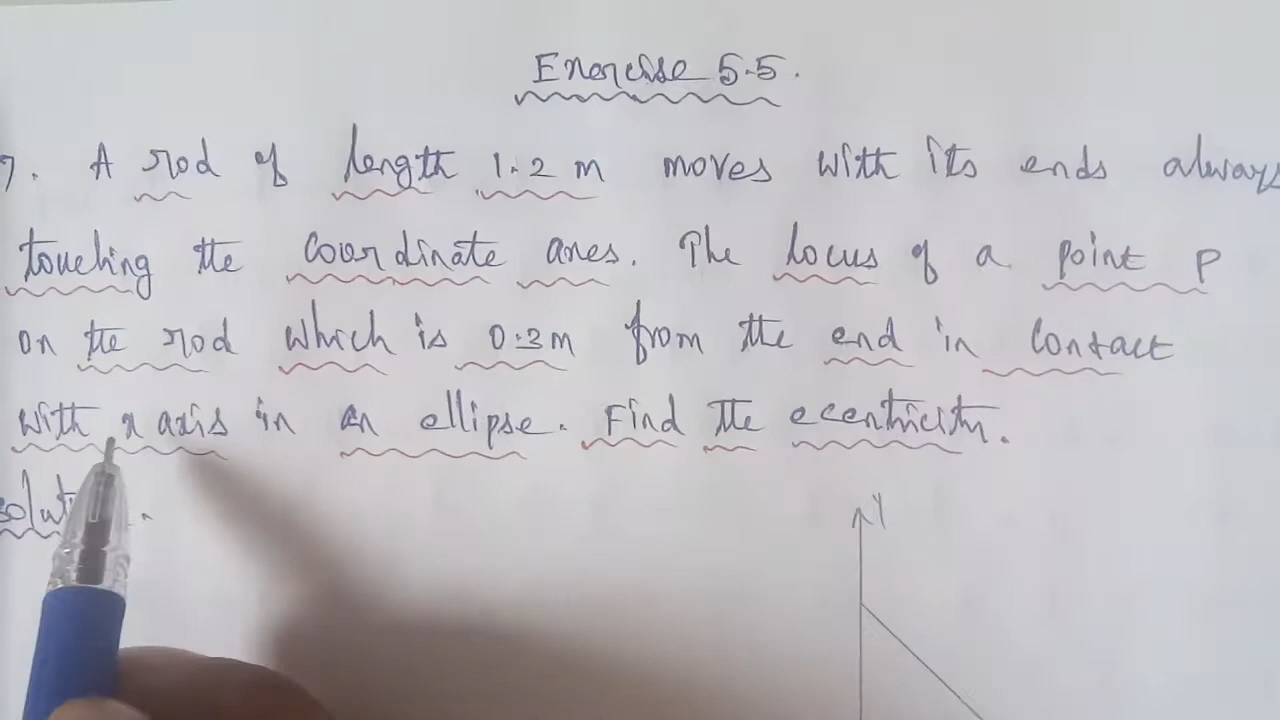 Exercise 5.5.
7. A rod of length 1.2 m moves with its ends always
touching the coordinate axes. The locus of a point P
on the rod which is 0.3m from the end in contact
with x axis in an ellipse. Find the ecentricity.
Y